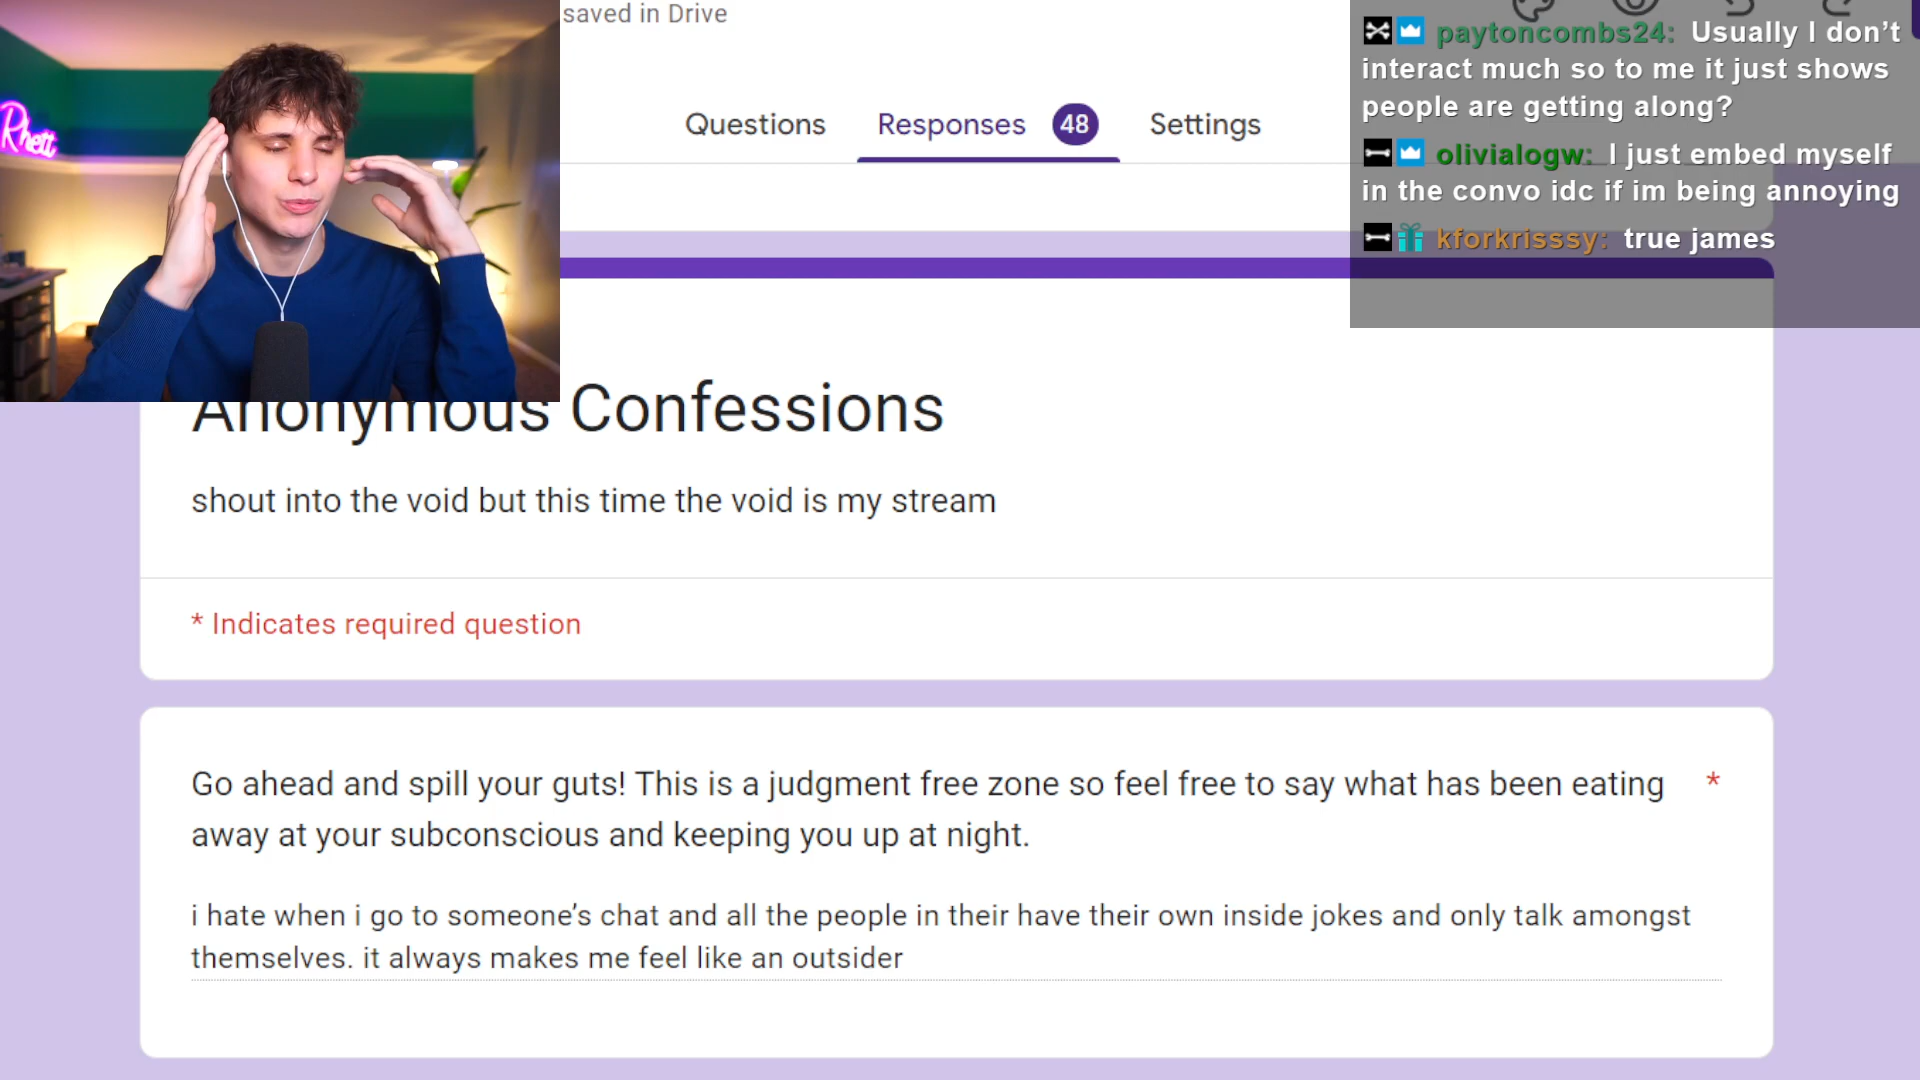 saved in Drive
Rhett
Questions Responses 48 Settings
paytoncombs24: Usually I don't
interact much so to me it just shows
people are getting along?
olivialogw: I just embed myself
in the convo idc if im being annoying
kforkrisssy: true james
Anonymous Confessions
shout into the void but this time the void is my stream
* Indicates required question
Go ahead and spill your guts! This is a judgment free zone so feel free to say what has been eating *
away at your subconscious and keeping you up at night.
i hate when i go to someone’s chat and all the people in their have their own inside jokes and only talk amongst
themselves. it always makes me feel like an outsider